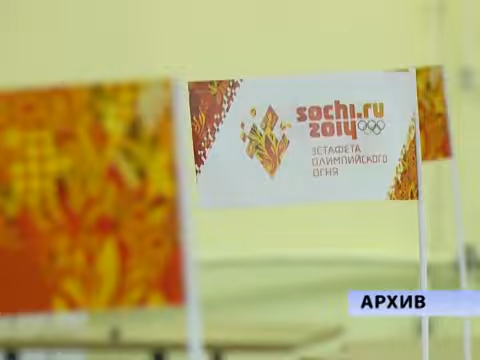 sochi.ru
2014
ЭСТАФЕТА
ОЛИМПИЙСКОГО
ОГНЯ
АРХИВ